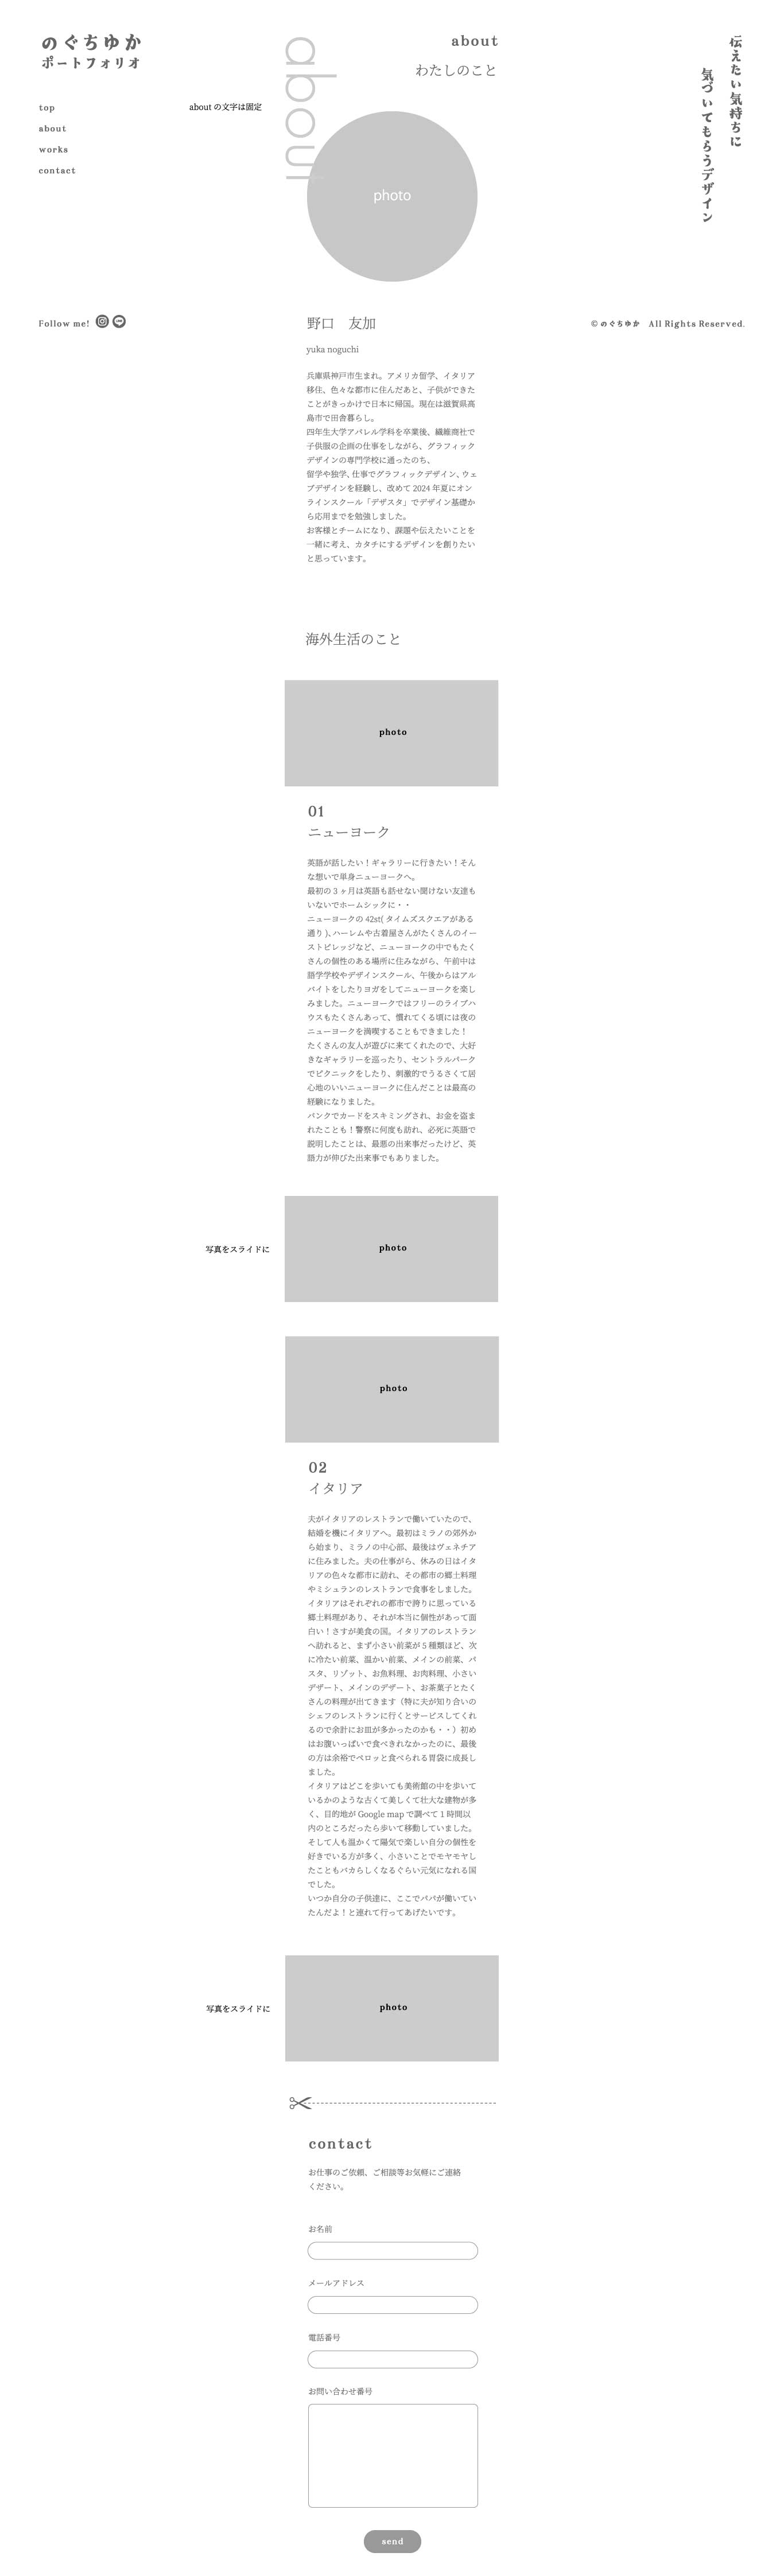 のぐちゆか
ポートフォリオ
top
about
works
contact
about の文字は固定
about
about
わたしのこと
photo
伝えたい気持ちに
気づいてもらうデザイン
Follow me!
© のぐちゆか　All Rights Reserved.
野口　友加
yuka noguchi
兵庫県神戸市生まれ。アメリカ留学、イタリア
移住、色々な都市に住んだあと、子供ができた
ことがきっかけで日本に帰国。現在は滋賀県高
島市で田舎暮らし。
四年生大学アパレル学科を卒業後、繊維商社で
子供服の企画の仕事をしながら、グラフィック
デザインの専門学校に通ったのち、
留学や独学、仕事でグラフィックデザイン、ウェ
ブデザインを経験し、改めて 2024 年夏にオン
ラインスクール「デザスタ」でデザイン基礎か
ら応用までを勉強しました。
お客様とチームになり、課題や伝えたいことを
一緒に考え、カタチにするデザインを創りたい
と思っています。
海外生活のこと
photo
01
ニューヨーク
英語が話したい！ギャラリーに行きたい！そん
な想いで単身ニューヨークへ。
最初の 3 ヶ月は英語も話せない聞けない友達も
いないでホームシックに・・
ニューヨークの 42st( タイムズスクエアがある
通り )、ハーレムや古着屋さんがたくさんのイー
ストビレッジなど、ニューヨークの中でもたく
さんの個性のある場所に住みながら、午前中は
語学学校やデザインスクール、午後からはアル
バイトをしたりヨガをしてニューヨークを楽し
みました。ニューヨークではフリーのライブハ
ウスもたくさんあって、慣れてくる頃には夜の
ニューヨークを満喫することもできました！
たくさんの友人が遊びに来てくれたので、大好
きなギャラリーを巡ったり、セントラルパーク
でピクニックをしたり、刺激的でうるさくて居
心地のいいニューヨークに住んだことは最高の
経験になりました。
バンクでカードをスキミングされ、お金を盗ま
れたことも！警察に何度も訪れ、必死に英語で
説明したことは、最悪の出来事だったけど、英
語力が伸びた出来事でもありました。
写真をスライドに
photo
photo
02
イタリア
夫がイタリアのレストランで働いていたので、
結婚を機にイタリアへ。最初はミラノの郊外か
ら始まり、ミラノの中心部、最後はヴェネチア
に住みました。夫の仕事がら、休みの日はイタ
リアの色々な都市に訪れ、その都市の郷土料理
やミシュランのレストランで食事をしました。
イタリアはそれぞれの都市で誇りに思っている
郷土料理があり、それが本当に個性があって面
白い！さすが美食の国。イタリアのレストラン
へ訪れると、まず小さい前菜が 5 種類ほど、次
に冷たい前菜、温かい前菜、メインの前菜、パ
スタ、リゾット、お魚料理、お肉料理、小さい
デザート、メインのデザート、お茶菓子とたく
さんの料理が出てきます（特に夫が知り合いの
シェフのレストランに行くとサービスしてくれ
るので余計にお皿が多かったのかも・・）初め
はお腹いっぱいで食べきれなかったのに、最後
の方は余裕でペロッと食べられる胃袋に成長し
ました。
イタリアはどこを歩いても美術館の中を歩いて
いるかのような古くて美しくて壮大な建物が多
く、目的地が Google map で調べて 1 時間以
内のところだったら歩いて移動していました。
そして人も温かくて陽気で楽しい自分の個性を
好きでいる方が多く、小さいことでモヤモヤし
たこともバカらしくなるぐらい元気になれる国
でした。
いつか自分の子供達に、ここでパパが働いてい
たんだよ！と連れて行ってあげたいです。
写真をスライドに
photo
contact
お仕事のご依頼、ご相談等お気軽にご連絡
ください。
お名前
メールアドレス
電話番号
お問い合わせ番号
send